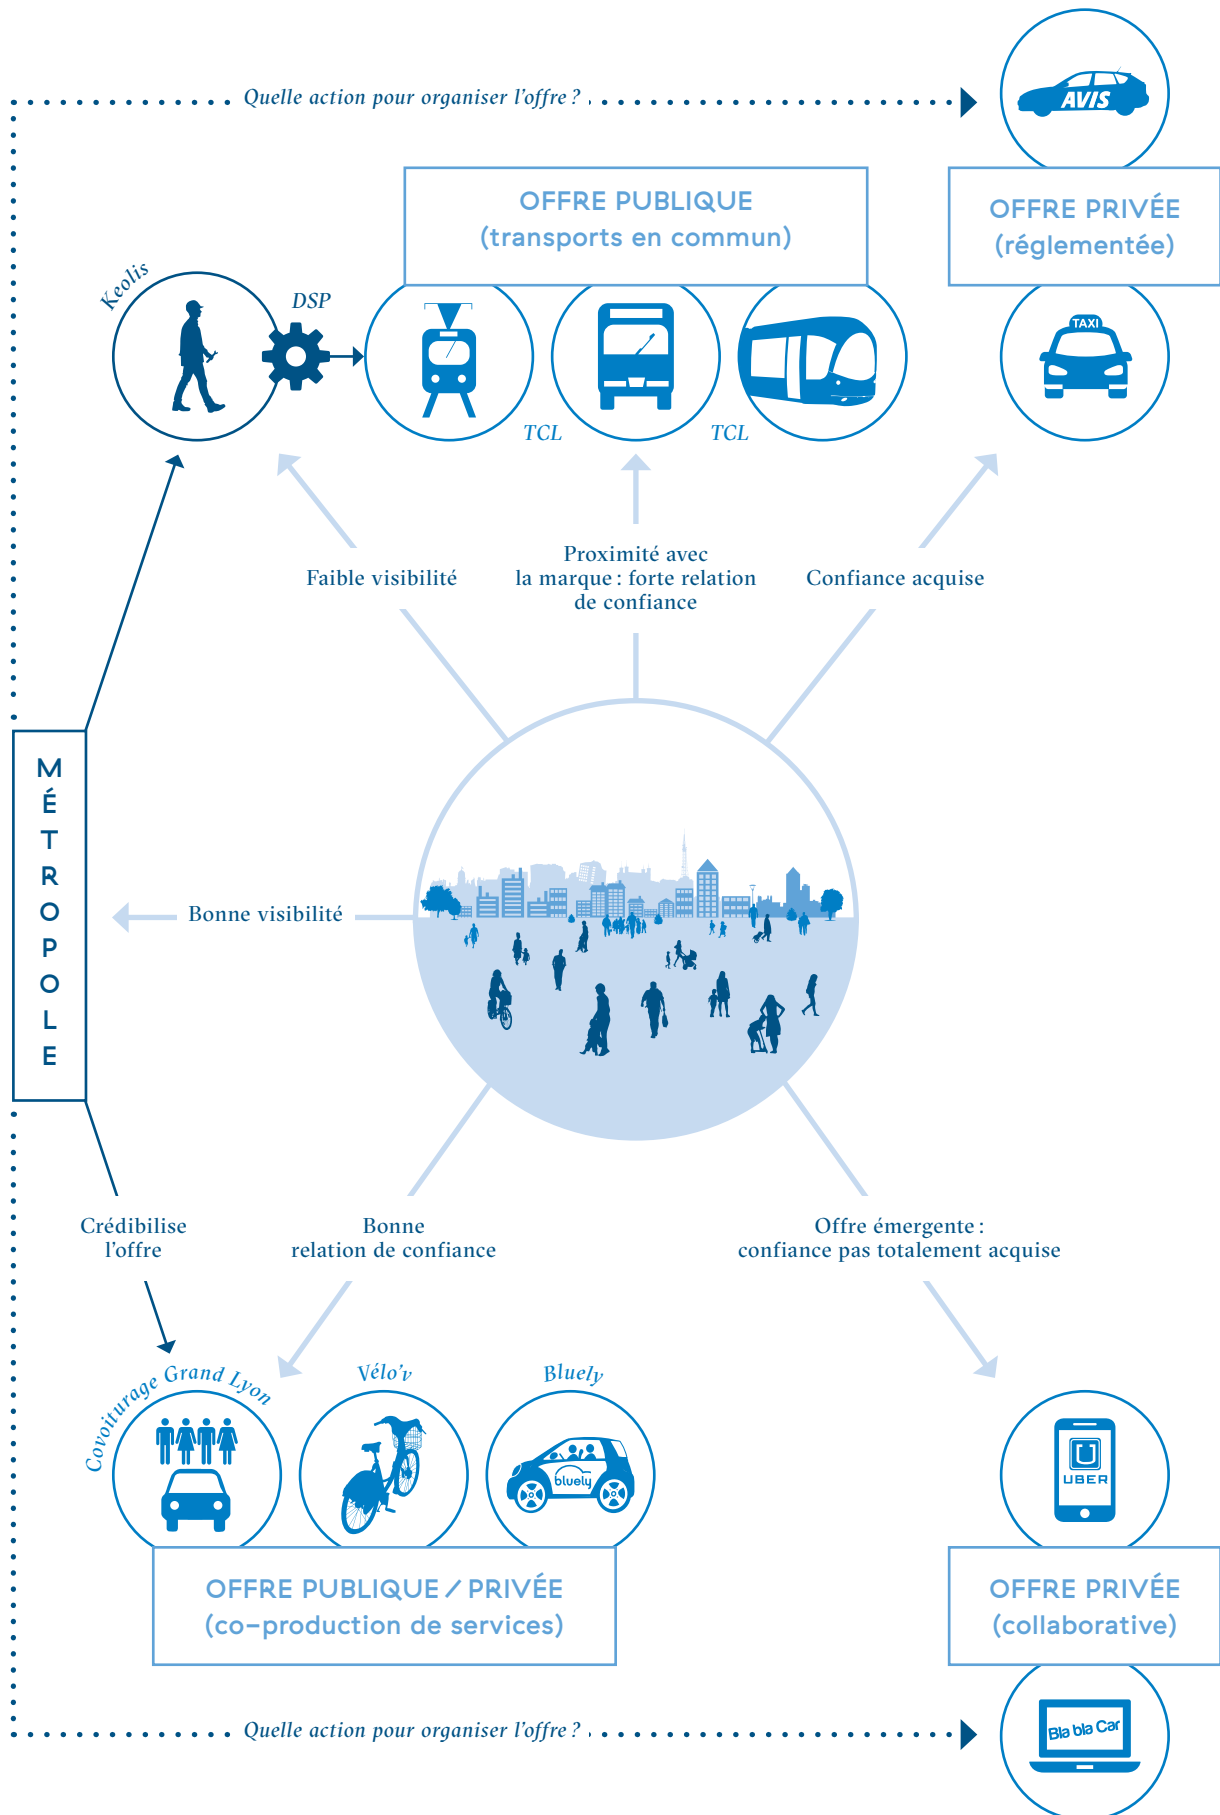 AVIS
Quelle action pour organiser l'offre ?
OFFRE PUBLIQUE
(transports en commun)
OFFRE PRIVÉE
(réglementée)
Keolis
DSP
TAXI
TCL
TCL
Faible visibilité
Proximité avec
la marque : forte relation
de confiance
Confiance acquise
MÉTROPOLE
Bonne visibilité
Crédibilise
l'offre
Bonne
relation de confiance
Offre émergente :
confiance pas totalement acquise
Covoiturage Grand Lyon
Vélo'v
Bluely
bluely
UBER
OFFRE PUBLIQUE / PRIVÉE
(co-production de services)
OFFRE PRIVÉE
(collaborative)
Quelle action pour organiser l'offre ?
Bla bla Car